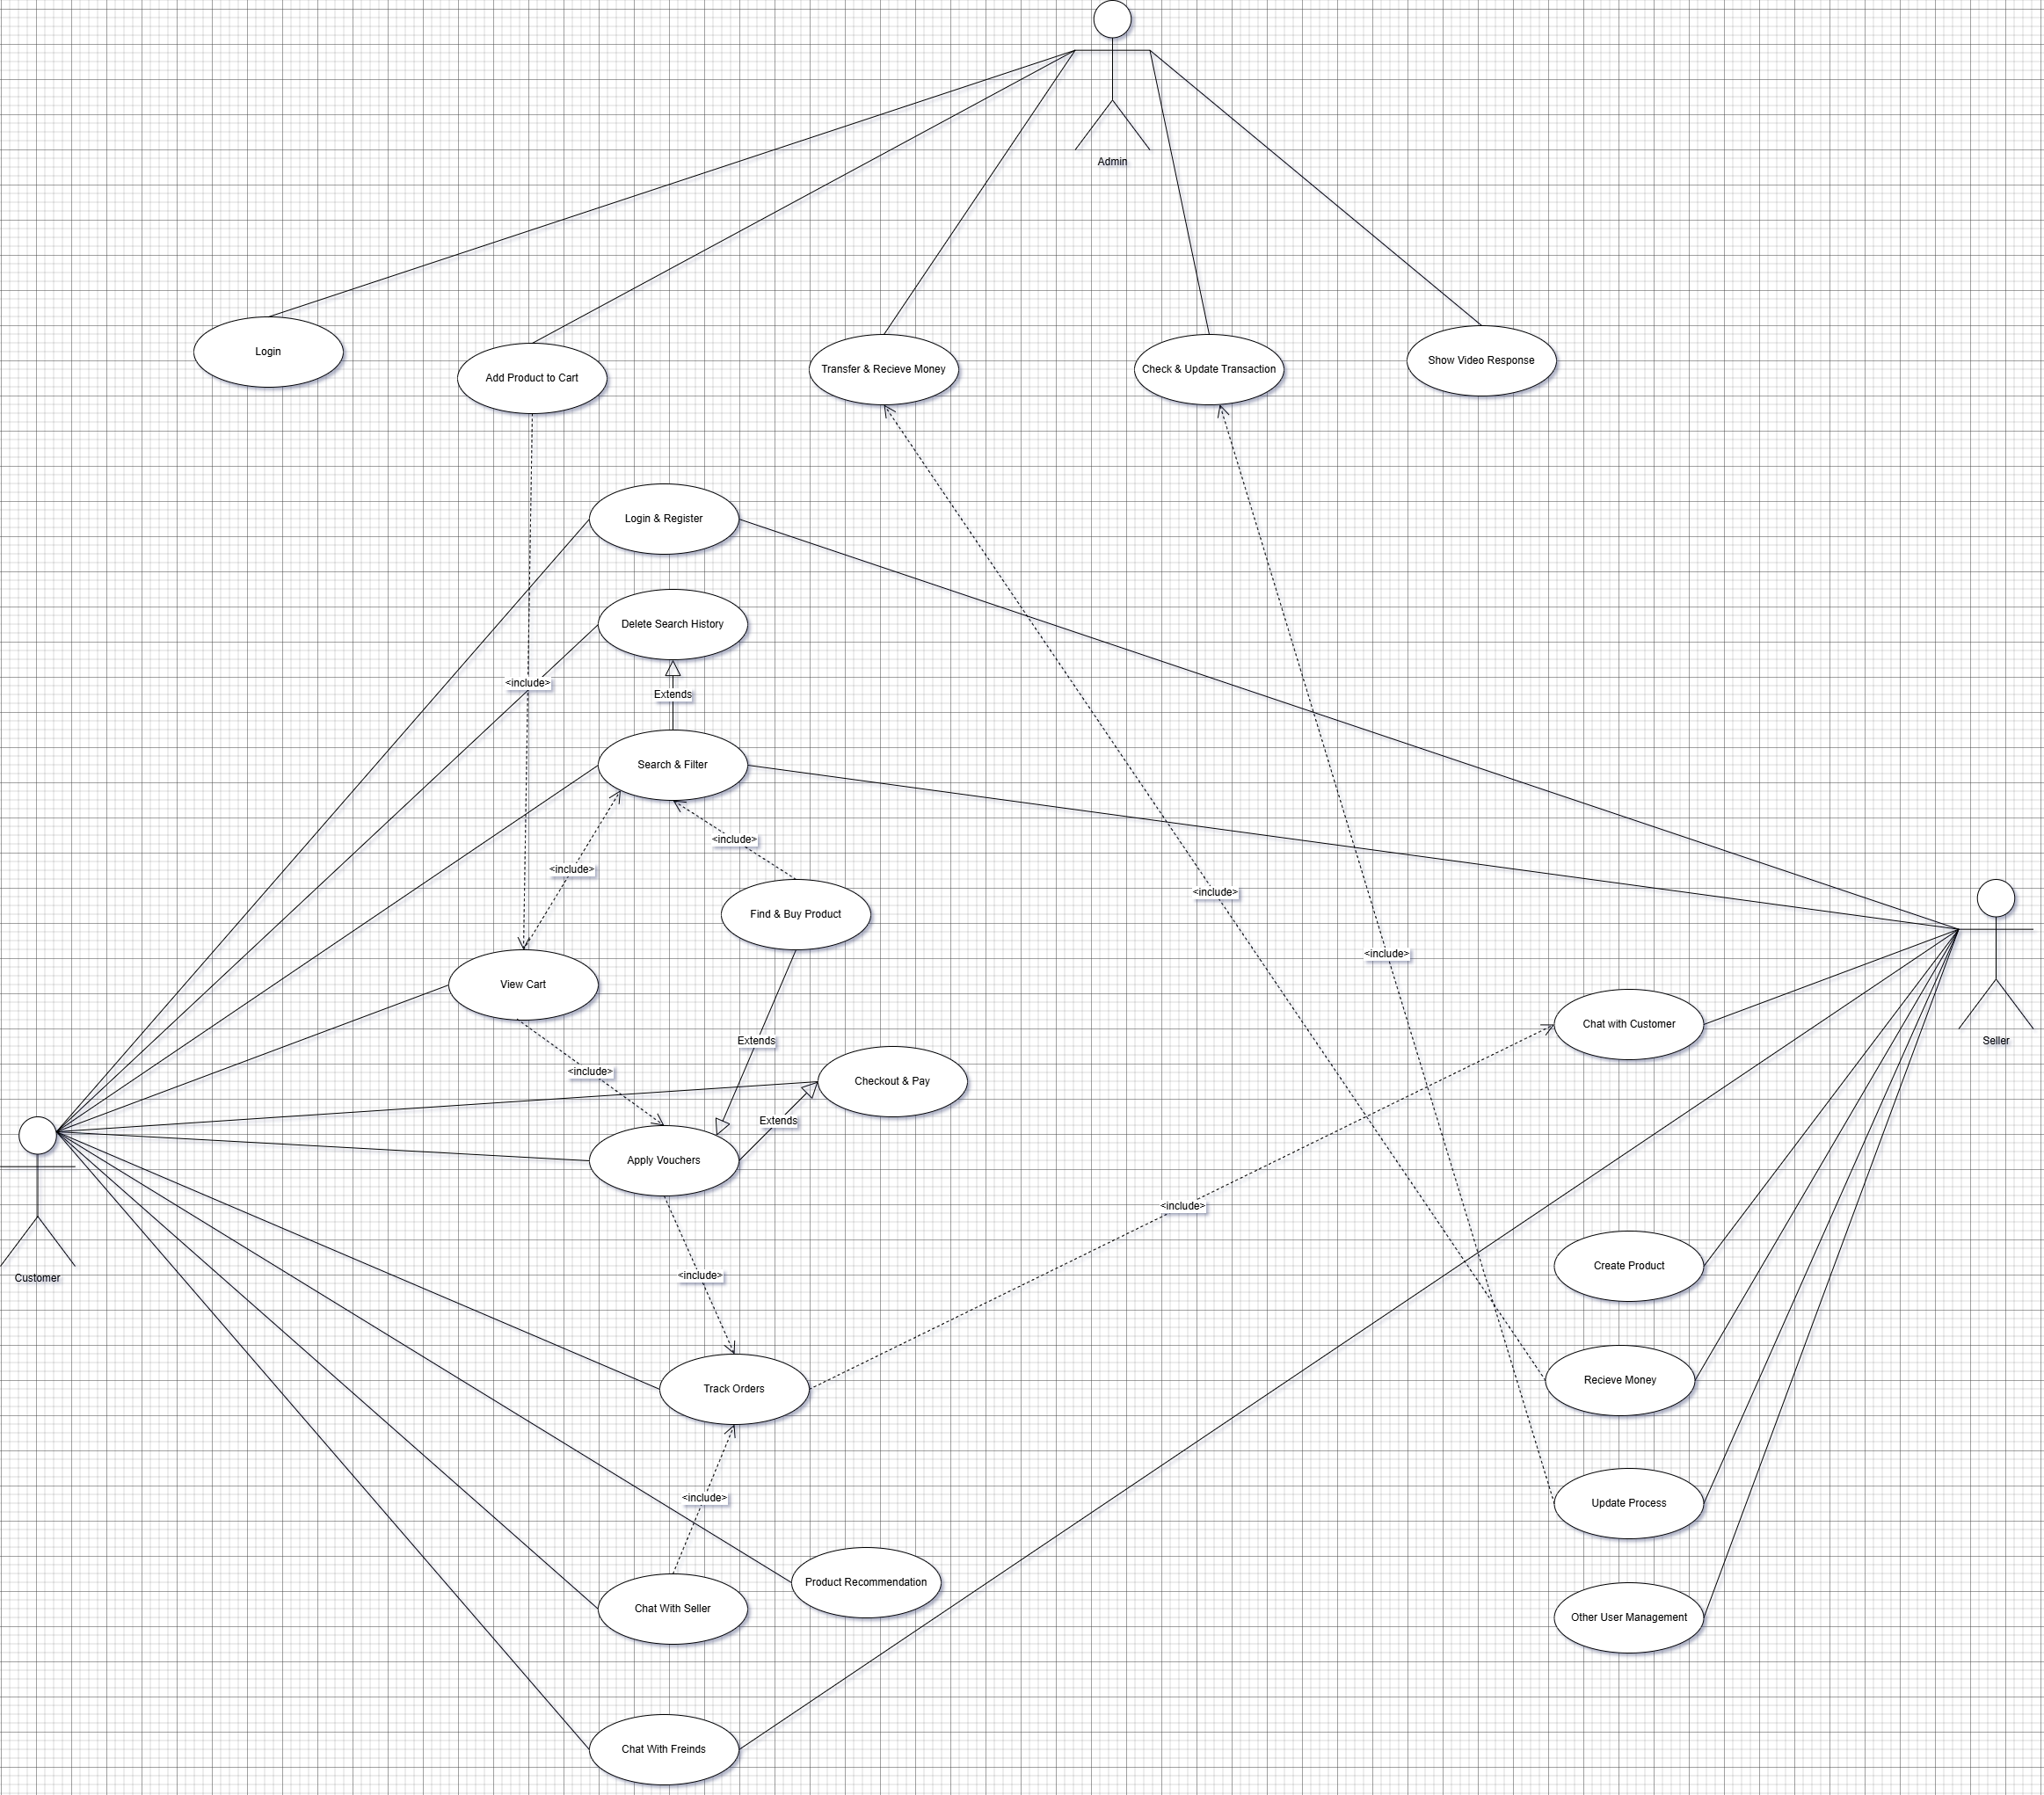 Admin
Login
Add Product to Cart
Transfer & Recieve Money
Check & Update Transaction
Show Video Response
Login & Register
Delete Search History
<include>
Extends
Search & Filter
<include>
<include>
<include>
Find & Buy Product
<include>
View Cart
Chat with Customer
Extends
Seller
<include>
Checkout & Pay
Extends
Apply Vouchers
<include>
Create Product
<include>
Customer
Recieve Money
Track Orders
<include>
Update Process
Product Recommendation
Chat With Seller
Other User Management
Chat With Freinds